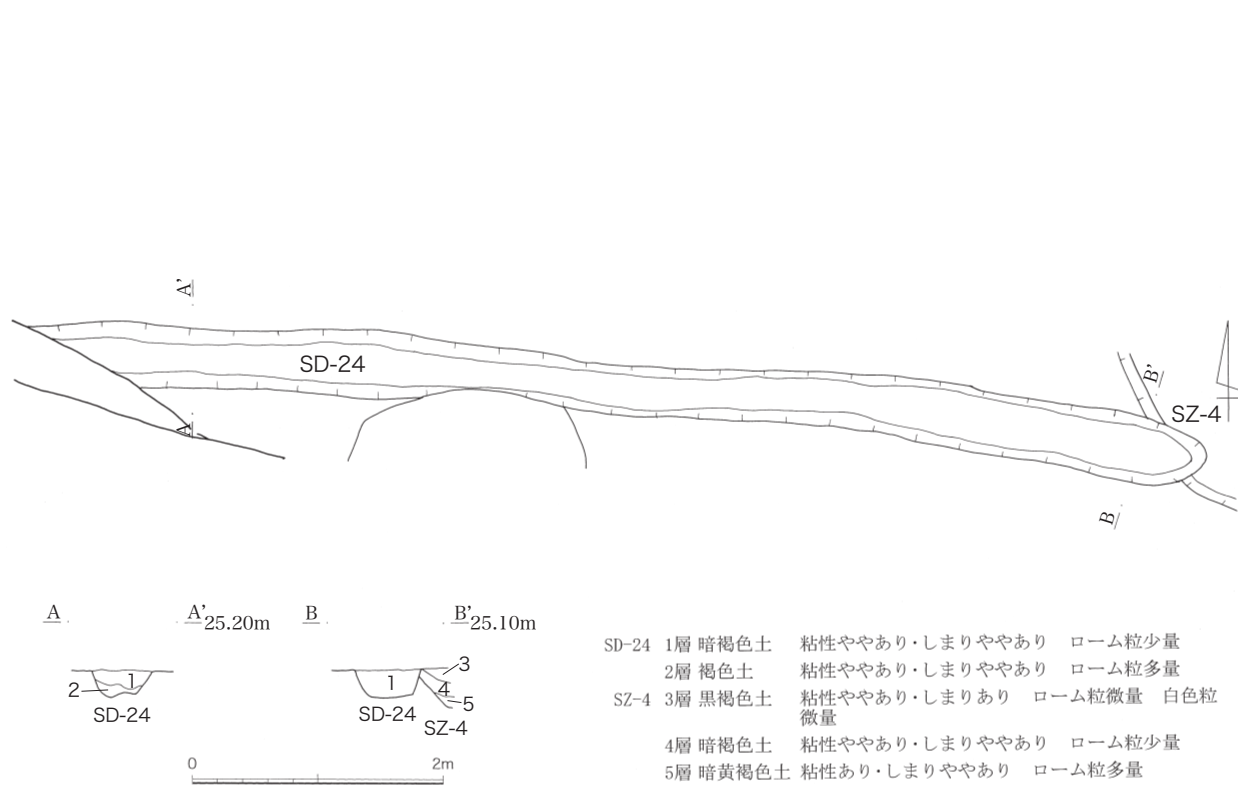 A'
SD-24
A
B'
SZ-4
B
A A' 25.20m
B B' 25.10m
1
2
SD-24
1
3
4
5
SD-24
SZ-4
0 2m
SD-24 1層 暗褐色土 粘性ややあり・しまりややあり ローム粒少量
2層 褐色土 粘性ややあり・しまりややあり ローム粒多量
SZ-4 3層 黒褐色土 粘性ややあり・しまりあり ローム粒微量 白色粒
微量
4層 暗褐色土 粘性ややあり・しまりややあり ローム粒少量
5層 暗黄褐色土 粘性あり・しまりややあり ローム粒多量